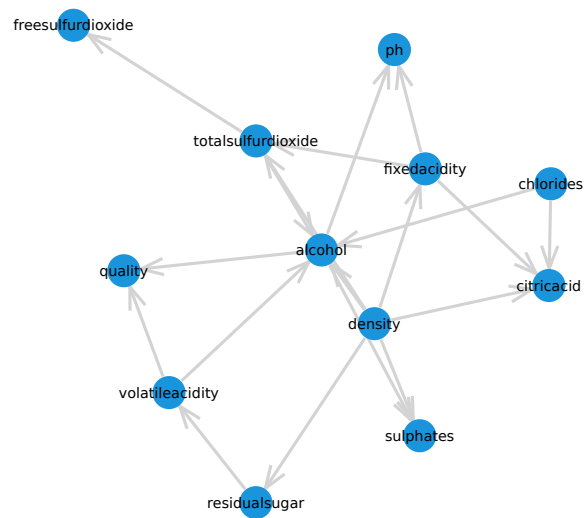 freesulfurdioxide
ph
totalsulfurdioxide
fixedacidity
chlorides
alcohol
quality
citricacid
density
volatileacidity
sulphates
residualsugar